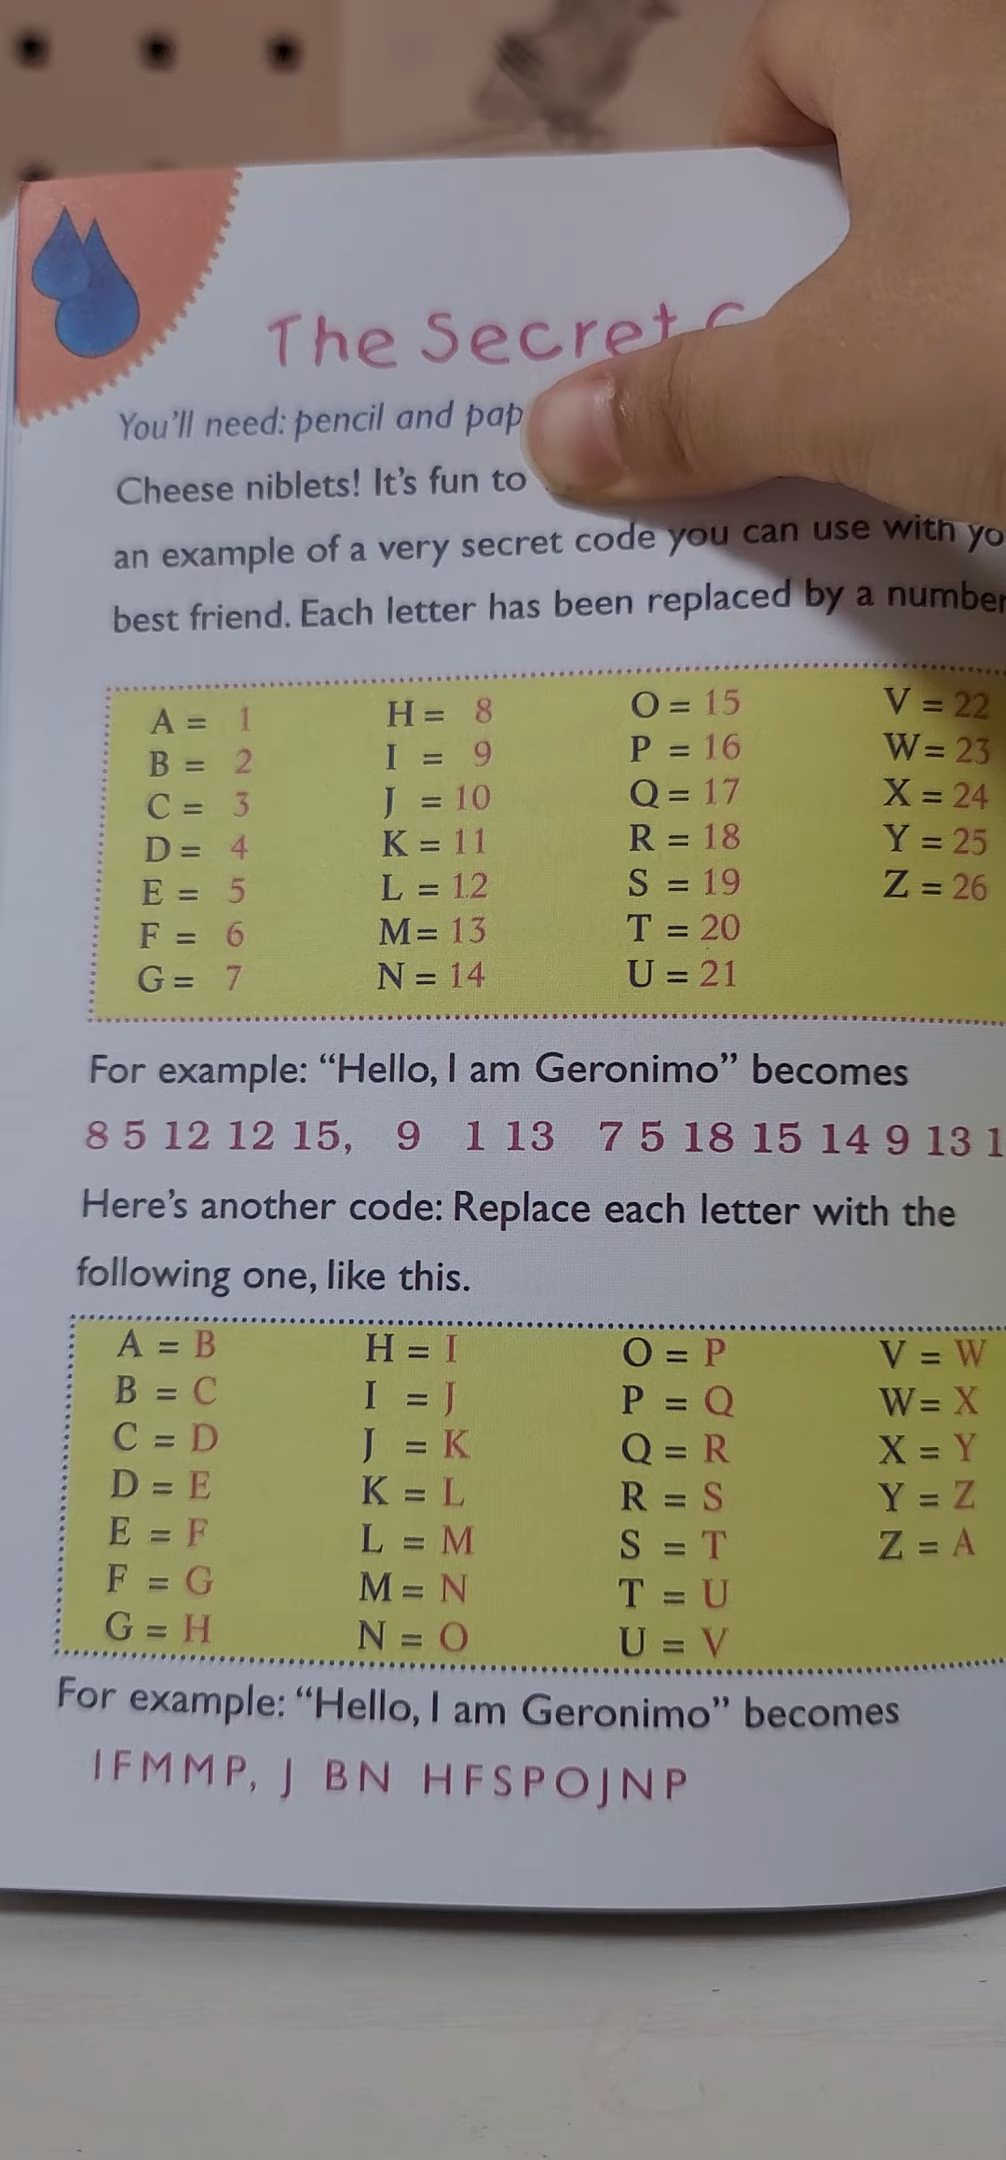 The Secret
You'll need: pencil and
Cheese niblets! It's fun to
an example of a very secret code you can use with
best friend. Each letter has been replaced by a number
A = 1 H = 8 O = 15 V = 22
B = 2 I = 9 P = 16 W = 23
C = 3 J = 10 Q = 17 X = 24
D = 4 K = 11 R = 18 Y = 25
E = 5 L = 12 S = 19 Z = 26
F = 6 M = 13 T = 20
G = 7 N = 14 U = 21
For example: “Hello, I am Geronimo” becomes
8 5 12 12 15, 9 1 13 7 5 18 15 14 9 13
Here's another code: Replace each letter with the
following one, like this.
A = B H = I O = P V = W
B = C I = J P = Q W = X
C = D J = K Q = R X = Y
D = E K = L R = S Y = Z
E = F L = M S = T Z = A
F = G M = N T = U
G = H N = O U = V
For example: “Hello, I am Geronimo” becomes
IFMMP, J BN HFSPOJNP